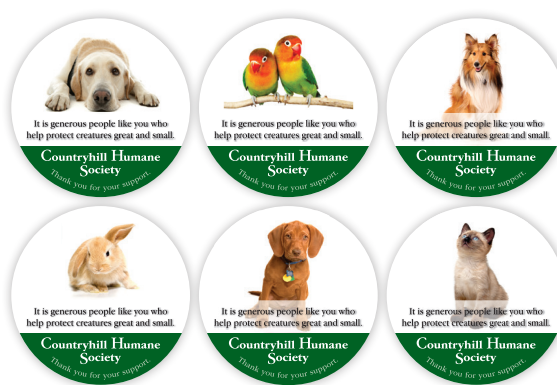 It is generous people like you who
help protect creatures great and small.
Countryhill Humane
Society
Thank you for your support.
It is generous people like you who
help protect creatures great and small.
Countryhill Humane
Society
Thank you for your support.
It is generous people like you who
help protect creatures great and small.
Countryhill Humane
Society
Thank you for your support.
It is generous people like you who
help protect creatures great and small.
Countryhill Humane
Society
Thank you for your support.
It is generous people like you who
help protect creatures great and small.
Countryhill Humane
Society
Thank you for your support.
It is generous people like you who
help protect creatures great and small.
Countryhill Humane
Society
Thank you for your support.